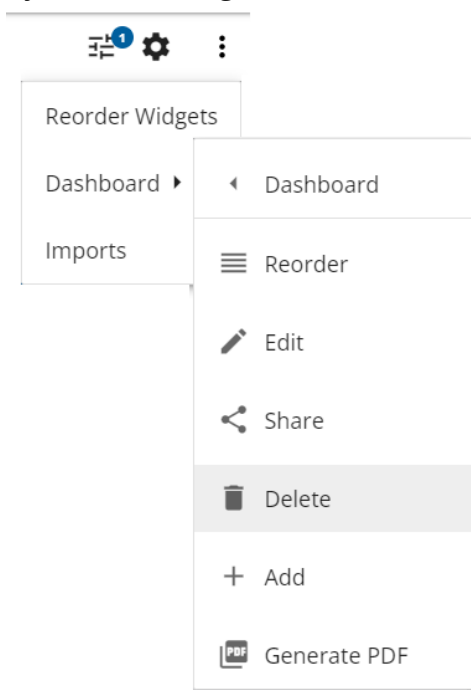 1
Reorder Widgets
Dashboard
Imports
Dashboard
Reorder
Edit
Share
Delete
Add
PDF Generate PDF